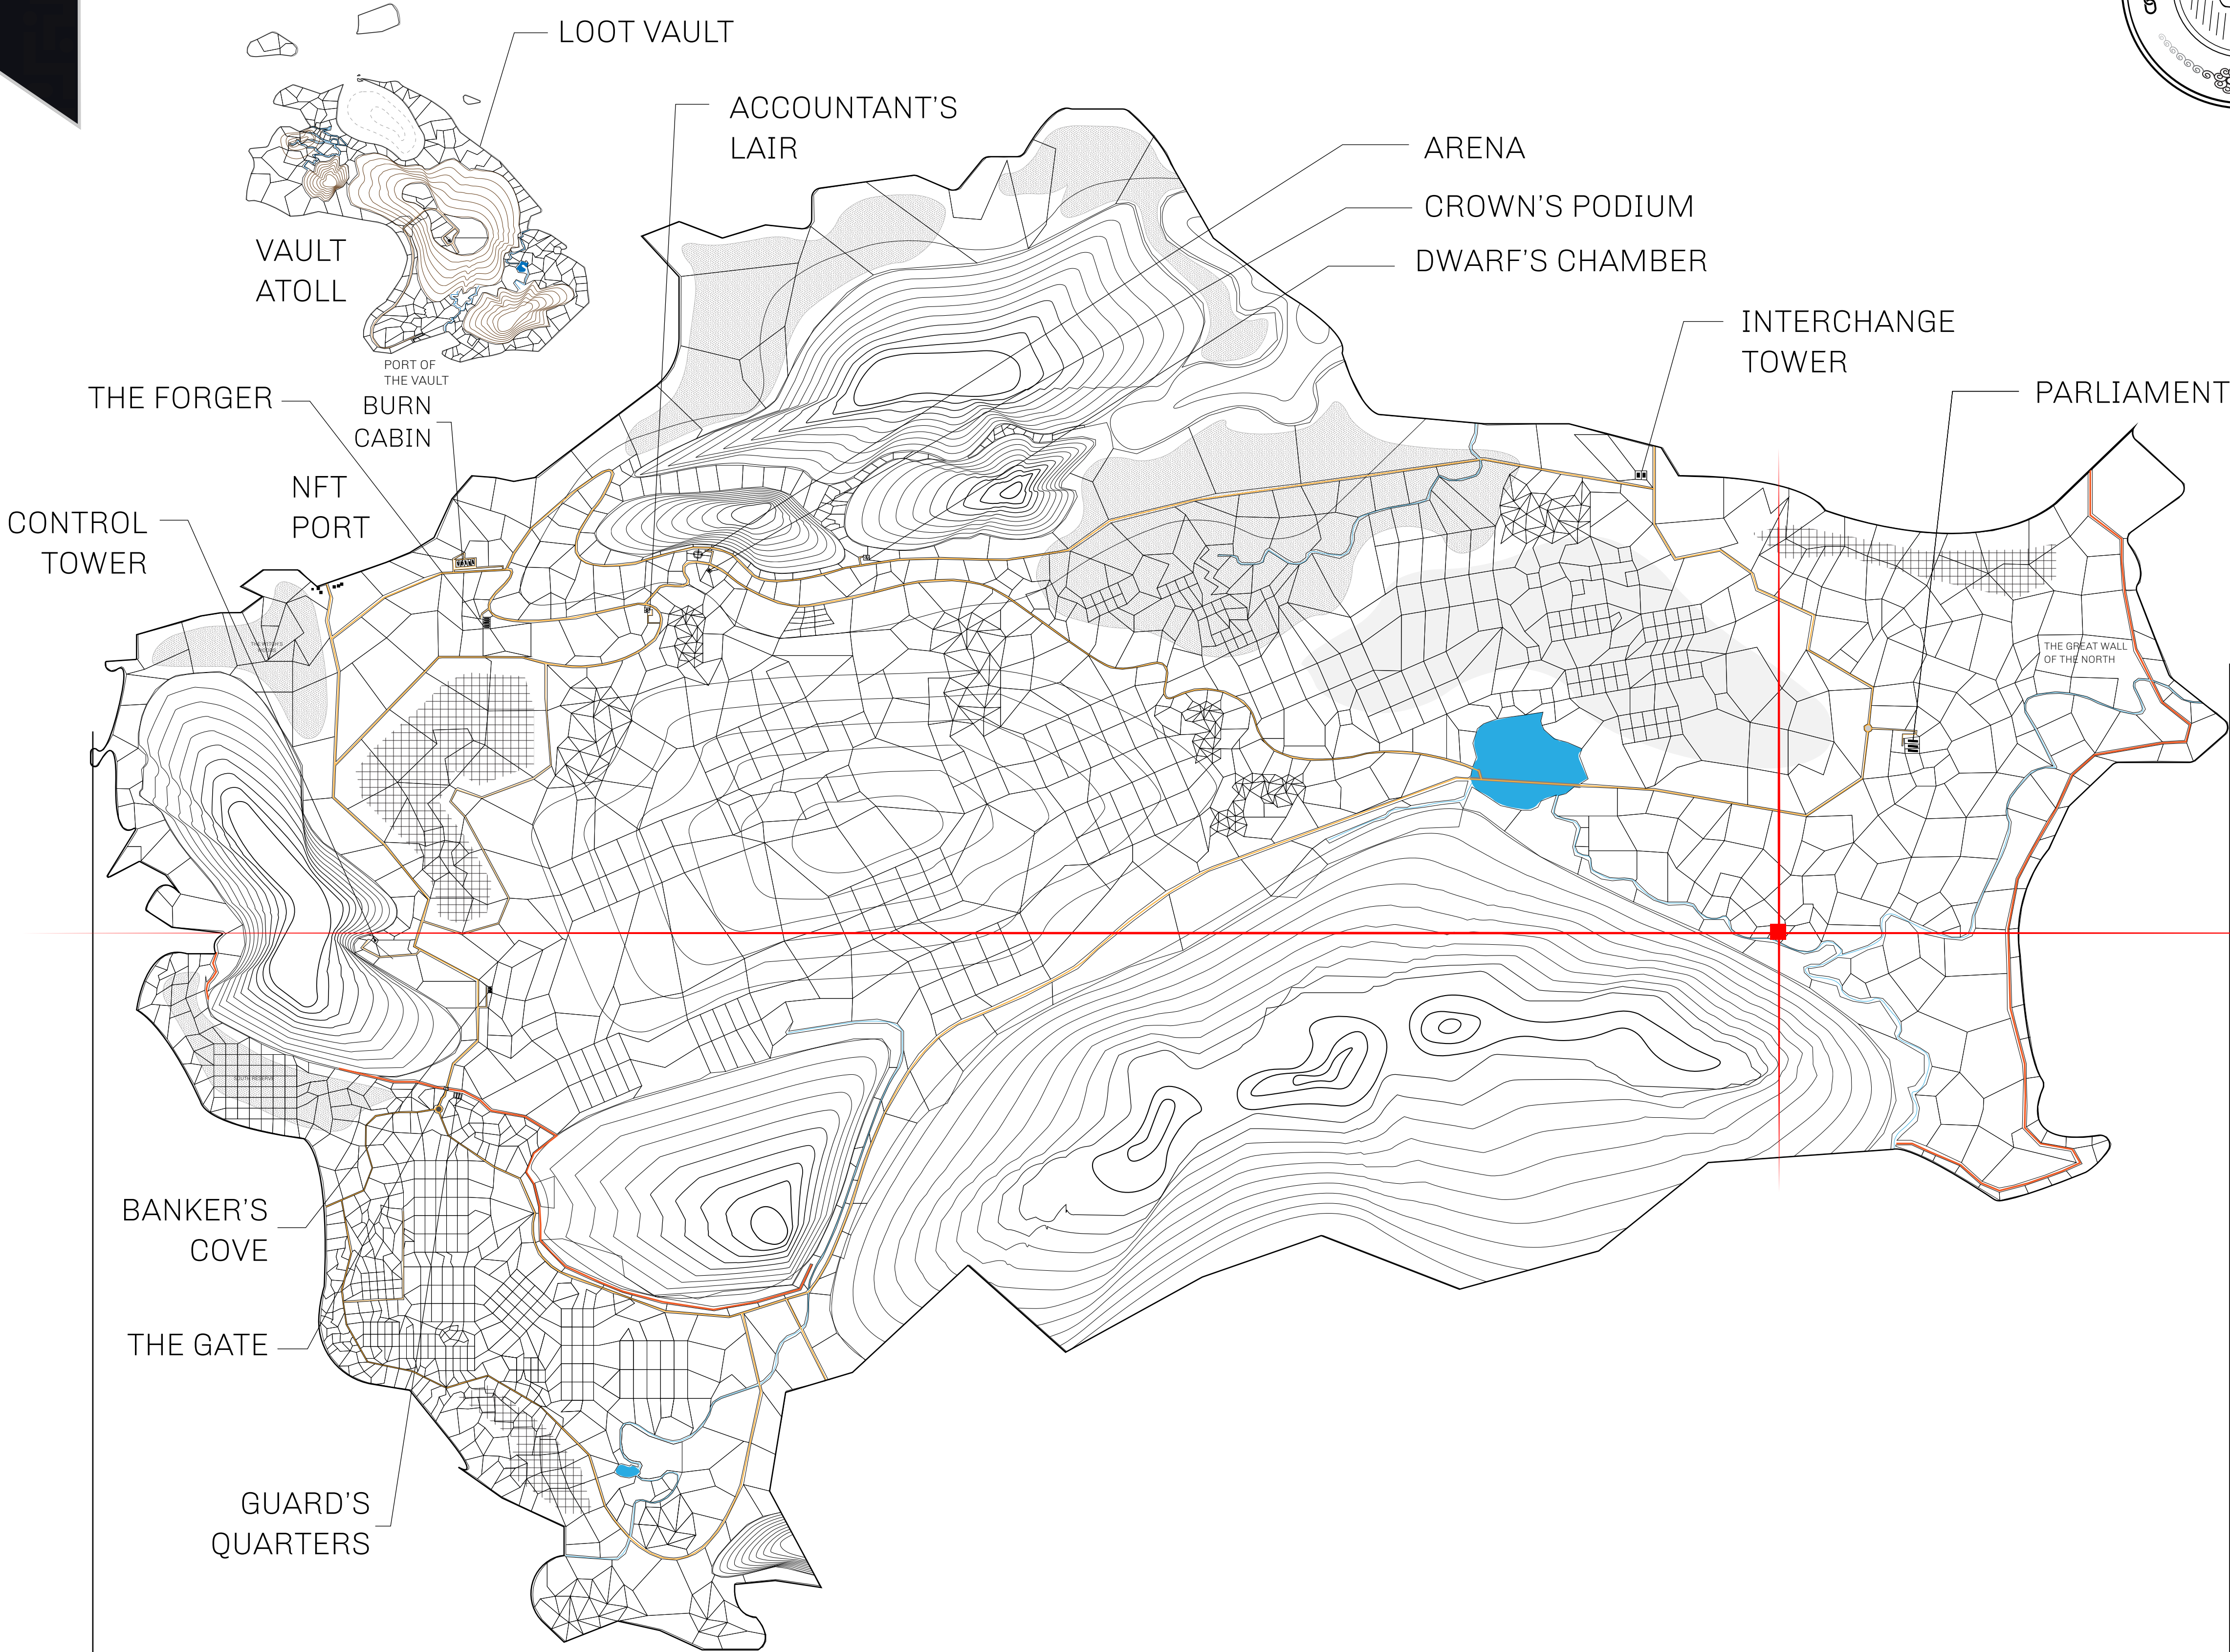 LOOT VAULT
ACCOUNTANT'S
LAIR
ARENA
CROWN'S PODIUM
DWARF'S CHAMBER
VAULT
ATOLL
INTERCHANGE
TOWER
PORT OF
THE VAULT
THE FORGER
BURN
CABIN
PARLIAMENT
NFT
PORT
CONTROL
TOWER
THE GREAT WALL
OF THE NORTH
SOUTH RESERVE
BANKER'S
COVE
THE GATE
GUARD'S
QUARTERS